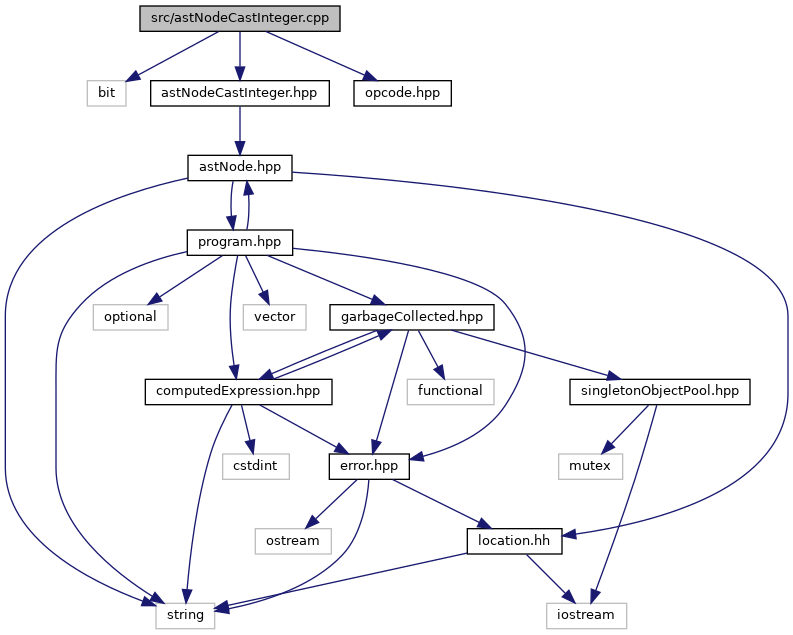 src/astNodeCastInteger.cpp
bit
astNodeCastInteger.hpp
opcode.hpp
astNode.hpp
program.hpp
optional
vector
garbageCollected.hpp
computedExpression.hpp
functional
singletonObjectPool.hpp
cstdint
error.hpp
mutex
ostream
location.hh
string
iostream